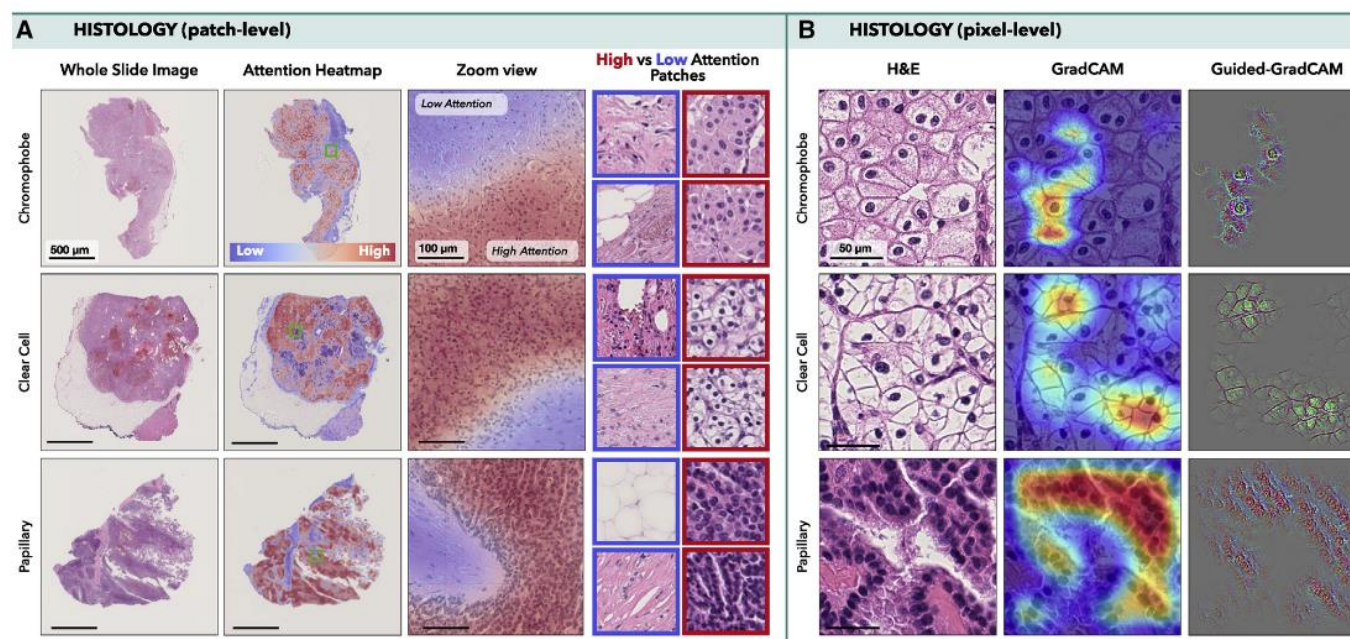 A HISTOLOGY (patch-level)
Whole Slide Image
Attention Heatmap
Zoom view
High vs Low Attention
Patches
Chromophobe
500 µm
Low High
Low Attention
100 µm
High Attention
Clear Cell
Papillary
B HISTOLOGY (pixel-level)
H&E
GradCAM
Guided-GradCAM
Chromophobe
50 µm
Clear Cell
Papillary